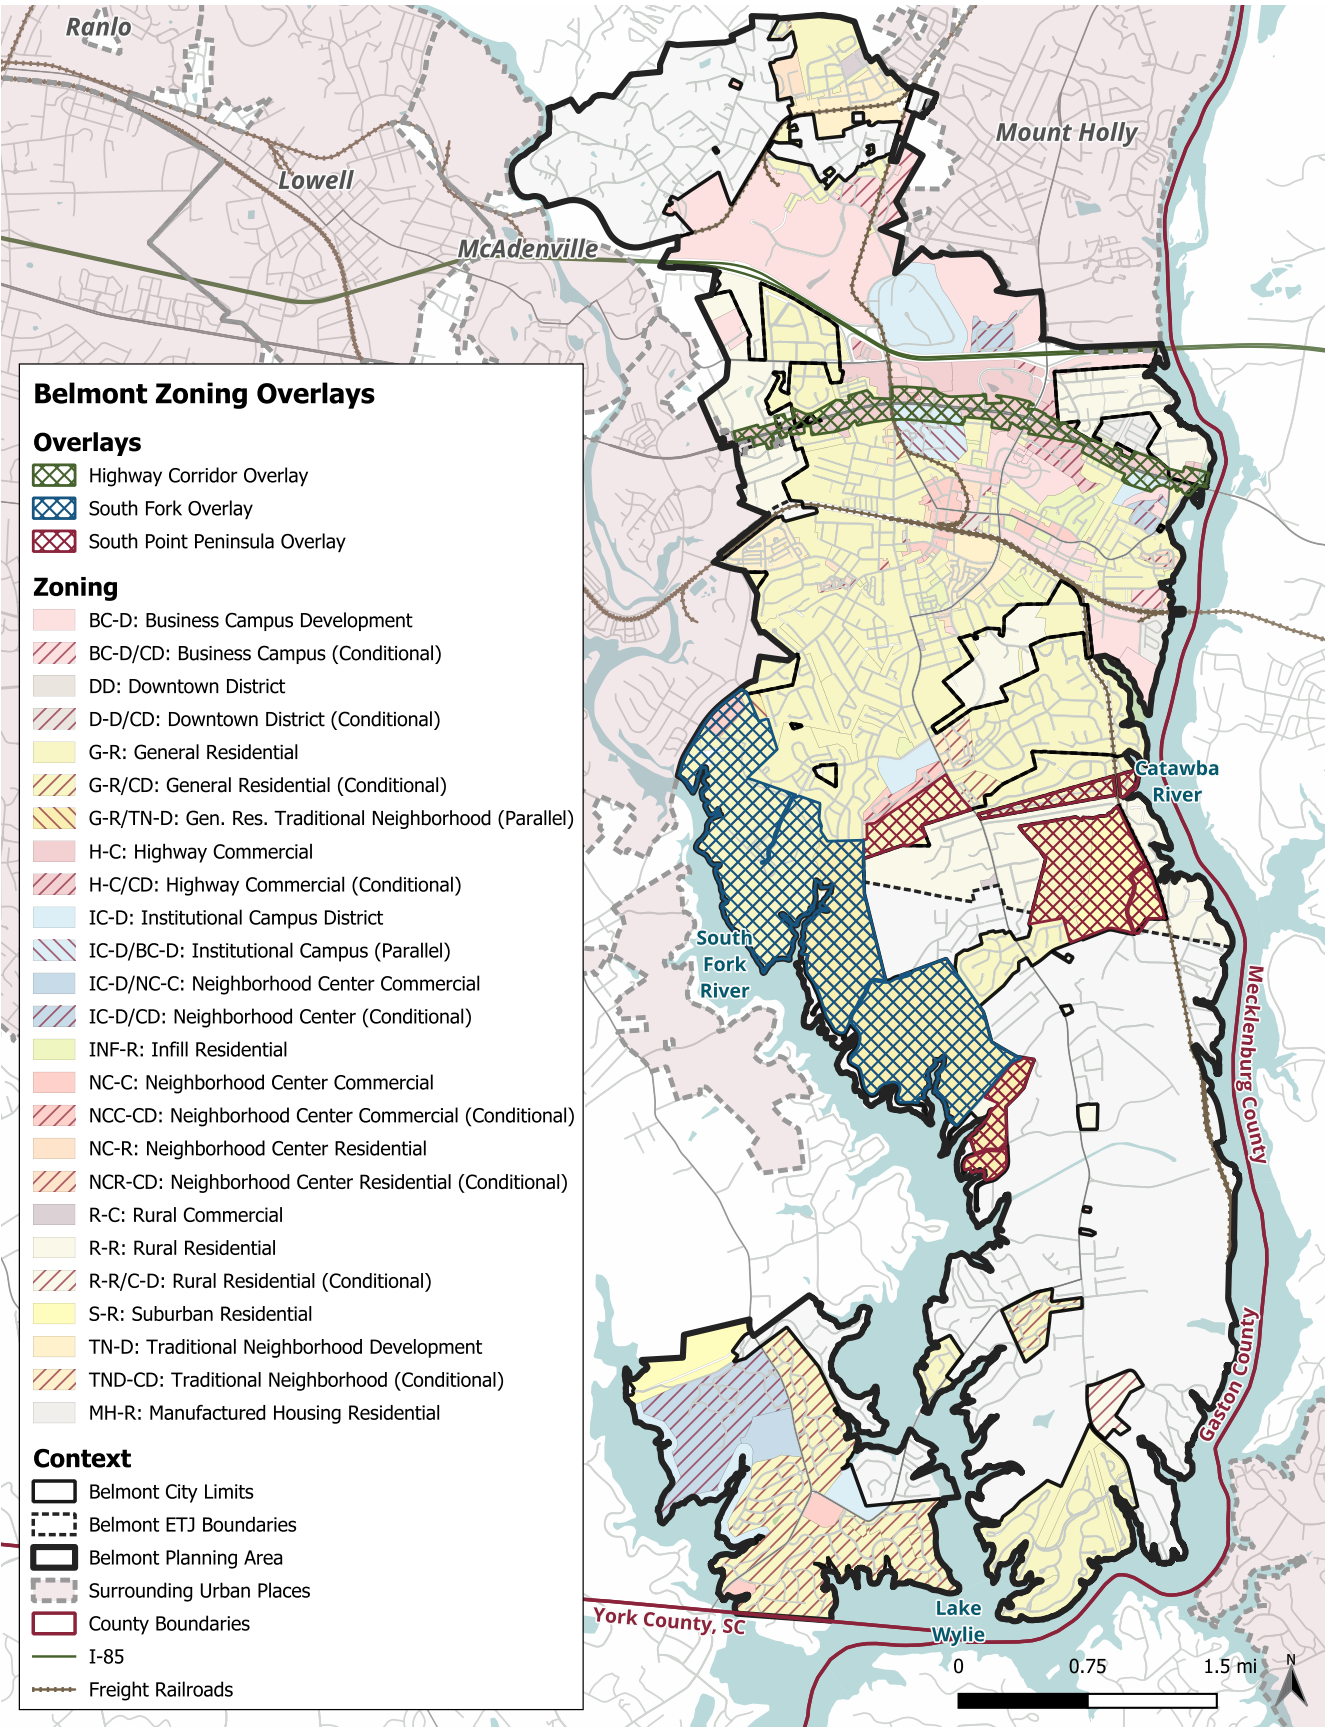 Ranlo
Mount Holly
Lowell
McAdenville
Belmont Zoning Overlays
Overlays
Highway Corridor Overlay
South Fork Overlay
South Point Peninsula Overlay
Zoning
BC-D: Business Campus Development
BC-D/CD: Business Campus (Conditional)
DD: Downtown District
D-D/CD: Downtown District (Conditional)
G-R: General Residential
G-R/CD: General Residential (Conditional)
G-R/TN-D: Gen. Res. Traditional Neighborhood (Parallel)
H-C: Highway Commercial
H-C/CD: Highway Commercial (Conditional)
IC-D: Institutional Campus District
IC-D/BC-D: Institutional Campus (Parallel)
IC-D/NC-C: Neighborhood Center Commercial
IC-D/CD: Neighborhood Center (Conditional)
INF-R: Infill Residential
NC-C: Neighborhood Center Commercial
NCC-CD: Neighborhood Center Commercial (Conditional)
NC-R: Neighborhood Center Residential
NCR-CD: Neighborhood Center Residential (Conditional)
R-C: Rural Commercial
R-R: Rural Residential
R-R/C-D: Rural Residential (Conditional)
S-R: Suburban Residential
TN-D: Traditional Neighborhood Development
TND-CD: Traditional Neighborhood (Conditional)
MH-R: Manufactured Housing Residential
Context
Belmont City Limits
Belmont ETJ Boundaries
Belmont Planning Area
Surrounding Urban Places
County Boundaries
I-85
Freight Railroads
Catawba
River
South
Fork
River
Mecklenburg County
Gaston County
York County, SC
Lake
Wylie
0 0.75 1.5 mi
N